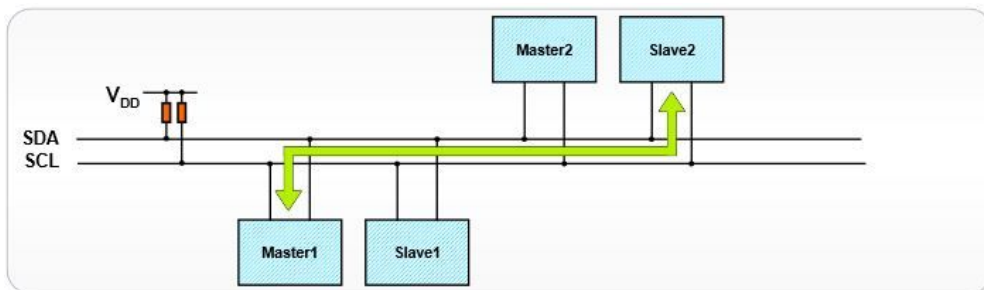 Master2
Slave2
VDD
SDA
SCL
Master1
Slave1